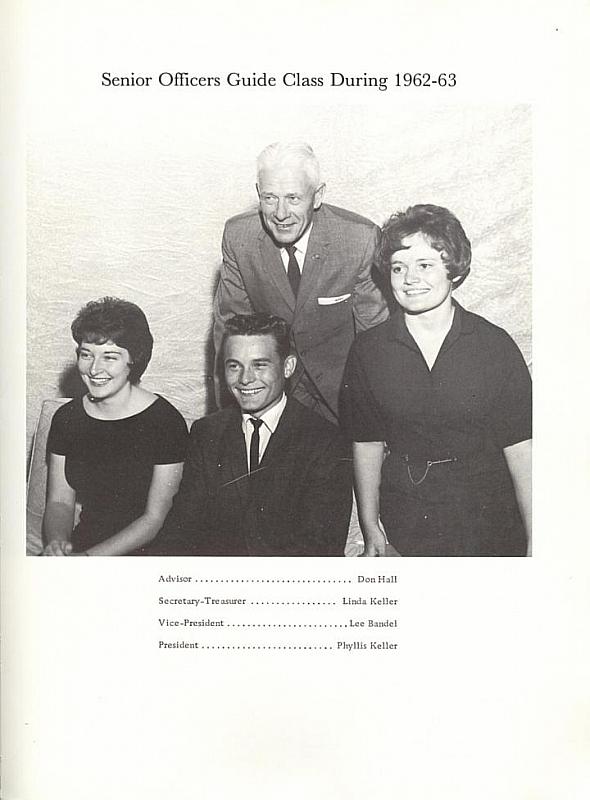 Senior Officers Guide Class During 1962-63
Advisor ............................... Don Hall
Secretary-Treasurer ................. Linda Keller
Vice-President ........................Lee Bandel
President .......................... Phyllis Keller